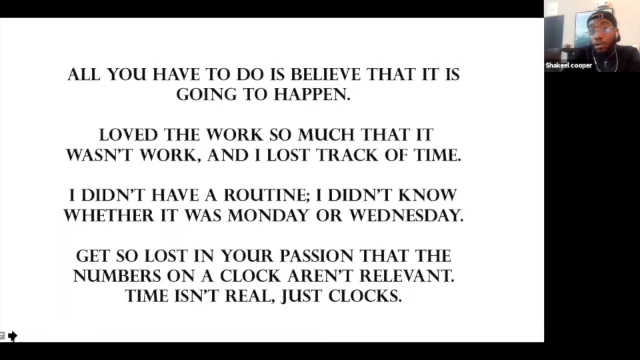 ALL YOU HAVE TO DO IS BELIEVE THAT IT IS
GOING TO HAPPEN.
LOVED THE WORK SO MUCH THAT IT
WASN'T WORK, AND I LOST TRACK OF TIME.
I DIDN'T HAVE A ROUTINE; I DIDN'T KNOW
WHETHER IT WAS MONDAY OR WEDNESDAY.
GET SO LOST IN YOUR PASSION THAT THE
NUMBERS ON A CLOCK AREN'T RELEVANT.
TIME ISN'T REAL, JUST CLOCKS.
Shakeel cooper